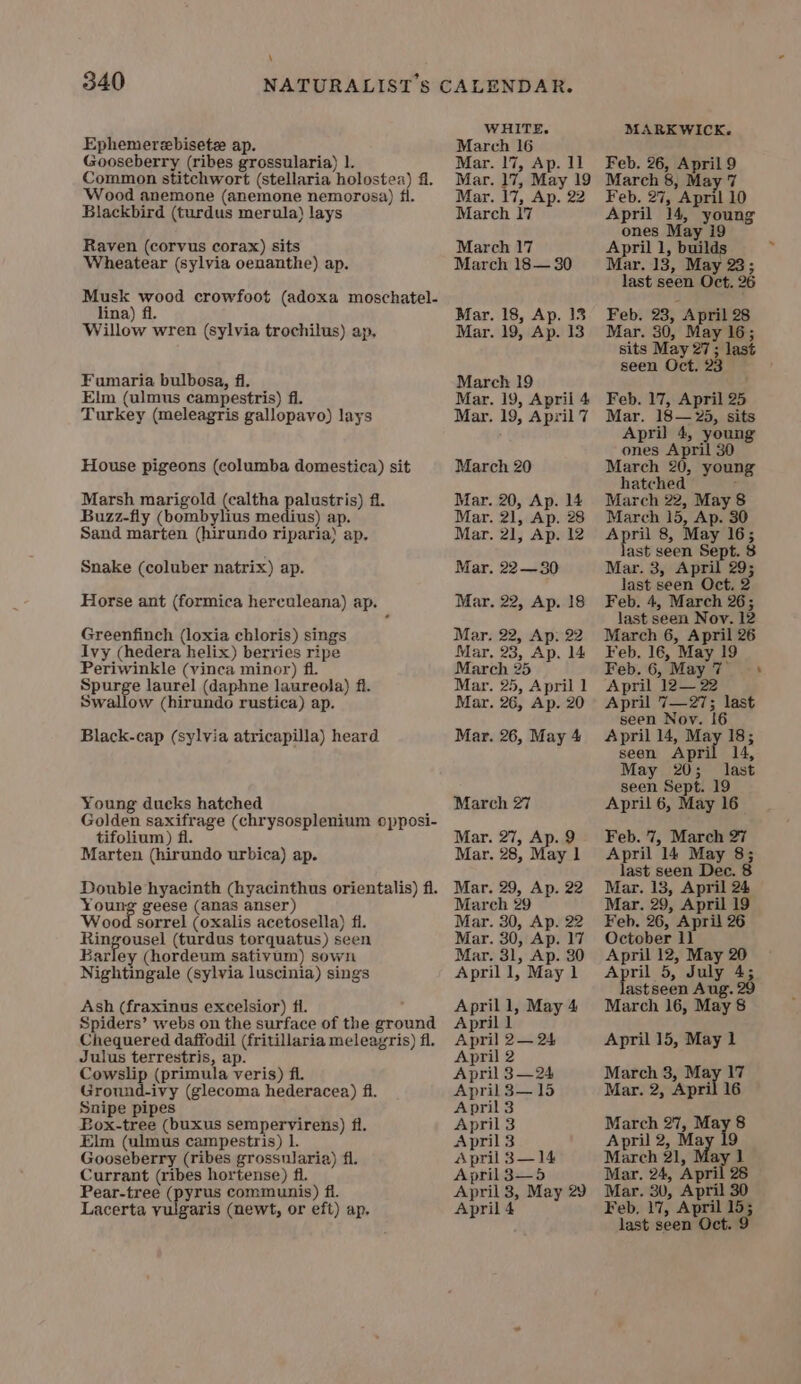 340 NATURALIST'S CALENDAR.
WHITE. MARKWICK.
Ephemeræbisetæ ap. March 16
Gooseberry (ribes grossularia) l. Mar. 17, Ap. 11 Feb. 26, April 9
Common stitchwort (stellaria holostea) fl. Mar. 17, May 19 March 8, May 7
Wood anemone (anemone nemorosa) fl. Mar. 17, Ap. 22 Feb. 27, April 10
Blackbird (turdus merula) lays March 17 April 14, young
ones May 19
Raven (corvus corax) sits March 17 April 1, builds
Wheatear (sylvia oenanthe) ap. March 18—30 Mar. 13, May 23;
last seen Oct. 26
Musk wood crowfoot (adoxa moschatel-
lina) fl. Mar. 18, Ap. 13 Feb. 23, April 28
Willow wren (sylvia trochilus) ap. Mar. 19, Ap. 13 Mar. 30, May 16;
sits May 27; last
seen Oct. 23
Fumaria bulbosa, fl. March 19
Elm (ulmus campestris) fl. Mar. 19, April 4 Feb. 17, April 25
Turkey (meleagris gallopavo) lays Mar. 19, April 7 Mar. 18—25, sits
April 4, young
ones April 30
House pigeons (columba domestica) sit March 20 March 20, young
hatched
Marsh marigold (caltha palustris) fl. Mar. 20, Ap. 14 March 22, May 8
Buzz-fly (bombylius medius) ap. Mar. 21, Ap. 28 March 15, Ap. 30
Sand marten (hirundo riparia) ap. Mar. 21, Ap. 12 April 8, May 16;
last seen Sept. 8
Snake (coluber natrix) ap. Mar. 22—30 Mar. 3, April 29;
last seen Oct. 2
Horse ant (formica herculeana) ap. Mar. 22, Ap. 18 Feb. 4, March 26;
last seen Nov. 12
Greenfinch (loxia chloris) sings Mar. 22, Ap. 22 March 6, April 26
Ivy (hedera helix) berries ripe Mar. 23, Ap. 14 Feb. 16, May 19
Periwinkle (vinca minor) fl. March 25 Feb. 6, May 7
Spurge laurel (daphne laureola) fl. Mar. 25, April 1 April 12—22
Swallow (hirundo rustica) ap. Mar. 26, Ap. 20 April 7—27; last
seen Nov. 16
Black-cap (sylvia atricapilla) heard Mar. 26, May 4 April 14, May 18;
seen April 14,
May 20; last
seen Sept. 19
Young ducks hatched March 27 April 6, May 16
Golden saxifrage (chrysosplenium opposi-
tifolium) fl. Mar. 27, Ap. 9 Feb. 7, March 27
Marten (hirundo urbica) ap. Mar. 28, May 1 April 14 May 8;
last seen Dec. 8
Double hyacinth (hyacinthus orientalis) fl. Mar. 29, Ap. 22 Mar. 13, April 24
Young geese (anas anser) March 29 Mar. 29, April 19
Wood sorrel (oxalis acetosella) fl. Mar. 30, Ap. 22 Feb. 26, April 26
Ringousel (turdus torquatus) seen Mar. 30, Ap. 17 October 11
Barley (hordeum sativum) sown Mar. 31, Ap. 30 April 12, May 20
Nightingale (sylvia luscinia) sings April 1, May 1 April 5, July 4;
last seen Aug. 29
Ash (fraxinus excelsior) fl. April 1, May 4 March 16, May 8
Spiders' webs on the surface of the ground April 1
Chequered daffodil (fritillaria meleagris) fl. April 2—24 April 15, May 1
Julus terrestris, ap. April 2
Cowslip (primula veris) fl. April 3—24 March 3, May 17
Ground-ivy (glecoma hederacea) fl. April 3—15 Mar. 2, April 16
Snipe pipes April 3
Box-tree (buxus sempervirens) fl. April 3 March 27, May 8
Elm (ulmus campestris) l. April 3 April 2, May 19
Gooseberry (ribes grossularia) fl. April 3—14 March 21, May 1
Currant (ribes hortense) fl. April 3—5 Mar. 24, April 28
Pear-tree (pyrus communis) fl. April 3, May 29 Mar. 30, April 30
Lacerta vulgaris (newt, or eft) ap. April 4 Feb. 17, April 15;
last seen Oct. 9